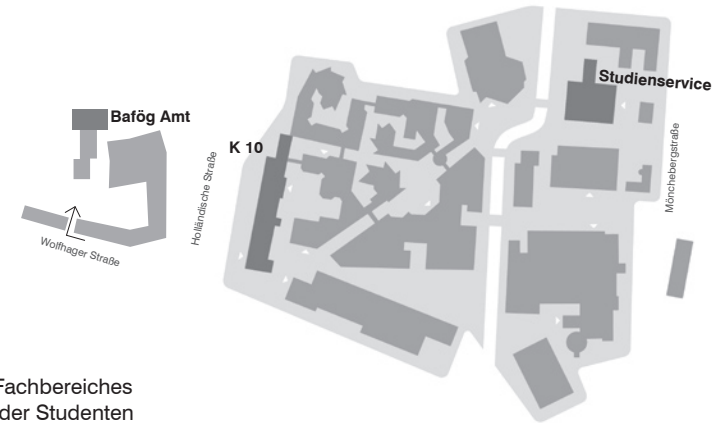 Studienservice
Bafög Amt
K 10
Holländische Straße
Mönchebergstraße
Wolfhager Straße
Fachbereiches
der Studenten